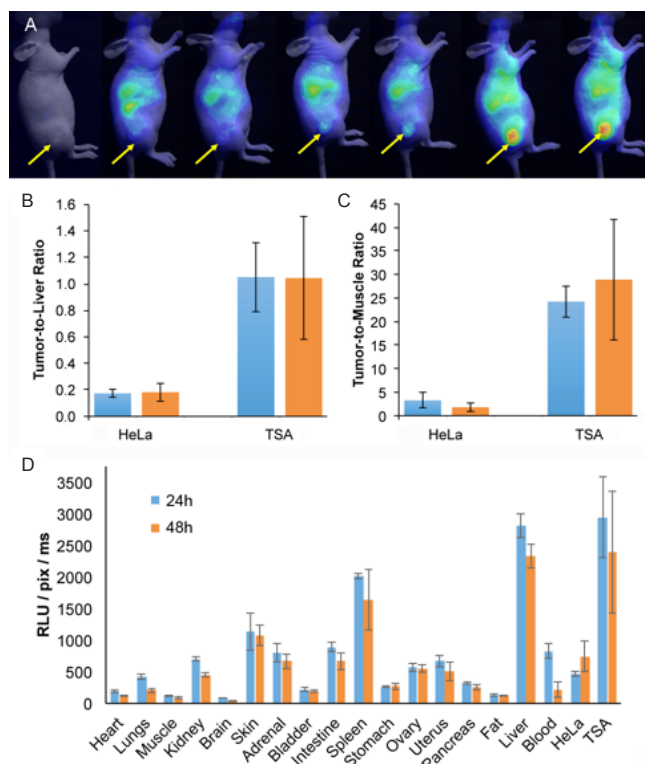 A
B
C
Tumor-to-Liver Ratio
1.6
1.4
1.2
1.0
0.8
0.6
0.4
0.2
0.0
HeLa
TSA
Tumor-to-Muscle Ratio
45
40
35
30
25
20
15
10
5
0
HeLa
TSA
D
RLU / pix / ms
3500
3000
2500
2000
1500
1000
500
0
24h
48h
Heart
Lungs
Muscle
Kidney
Brain
Skin
Adrenal
Bladder
Intestine
Spleen
Stomach
Ovary
Uterus
Pancreas
Fat
Liver
Blood
HeLa
TSA